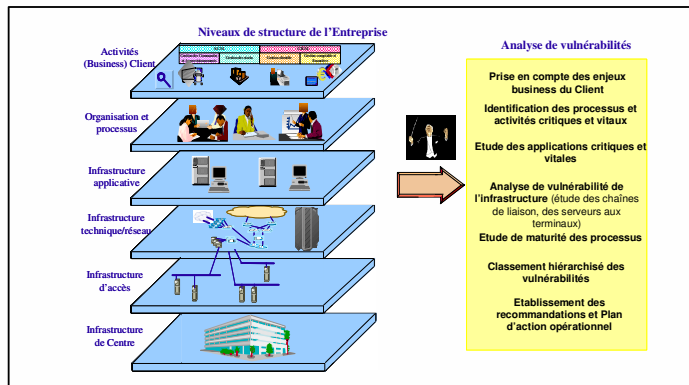 Niveaux de structure de l'Entreprise
Activités
(Business) Client
Gestion des stocks
Organisation et
processus
Infrastructure
applicative
Infrastructure
technique/réseau
Infrastructure
d'accès
Infrastructure
de Centre
Analyse de vulnérabilités
Prise en compte des enjeux
business du Client
Identification des processus et
activités critiques et vitaux
Etude des applications critiques et
vitales
Analyse de vulnérabilité de
l'infrastructure (étude des chaînes
de liaison, des serveurs aux
terminaux)
Etude de maturité des processus
Classement hiérarchisé des
vulnérabilités
Etablissement des
recommandations et Plan
d'action opérationnel